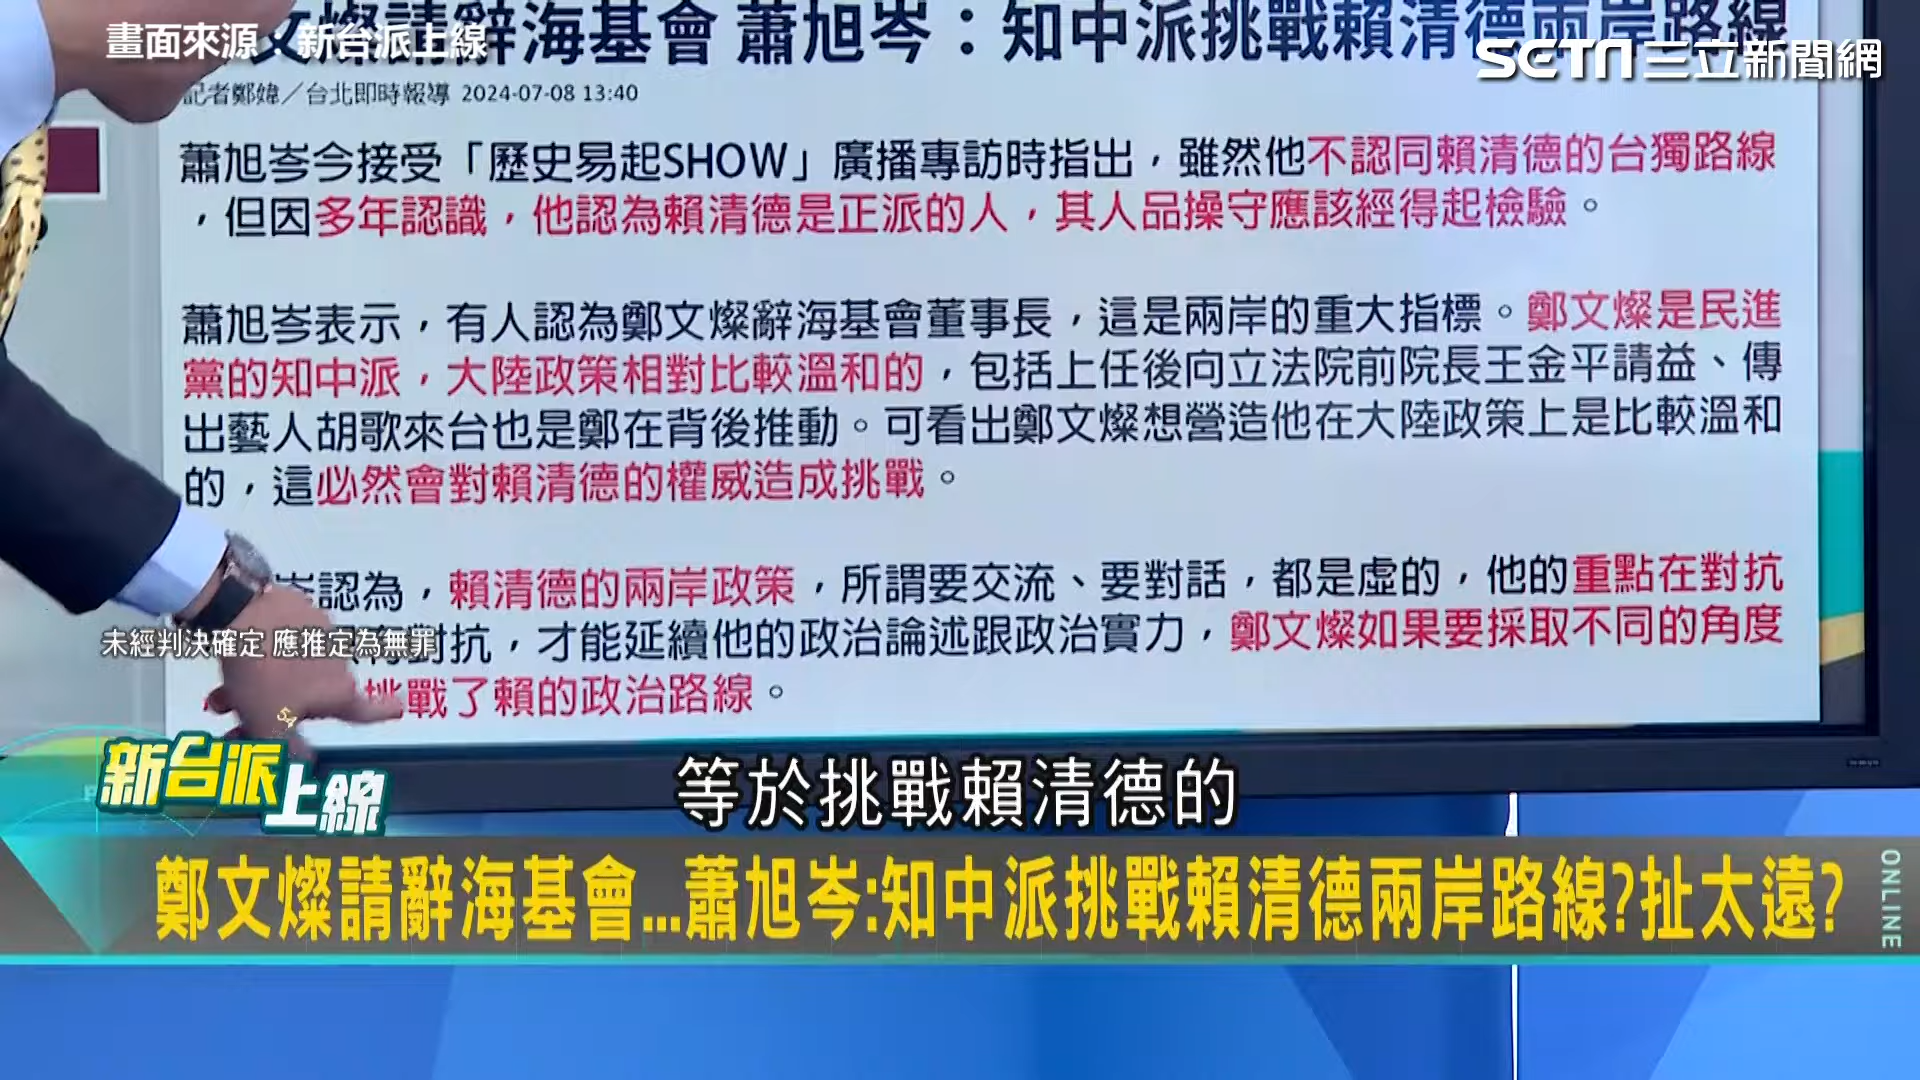 畫面來源：新台派上線
文燦請辭海基會 蕭旭岑：知中派挑戰賴清德兩岸路線
SETN三立新聞網
記者鄭媁／台北即時報導 2024-07-08 13:40
蕭旭岑今接受「歷史易起SHOW」廣播專訪時指出，雖然他不認同賴清德的台獨路線
，但因多年認識，他認為賴清德是正派的人，其人品操守應該經得起檢驗。
蕭旭岑表示，有人認為鄭文燦辭海基會董事長，這是兩岸的重大指標。鄭文燦是民進
黨的知中派，大陸政策相對比較溫和的，包括上任後向立法院前院長王金平請益、傳
出藝人胡歌來台也是鄭在背後推動。可看出鄭文燦想營造他在大陸政策上是比較溫和
的，這必然會對賴清德的權威造成挑戰。
岑認為，賴清德的兩岸政策，所謂要交流、要對話，都是虛的，他的重點在對抗
對抗，才能延續他的政治論述跟政治實力，鄭文燦如果要採取不同的角度
未經判決確定 應推定為無罪
挑戰了賴的政治路線。
新台派上線
等於挑戰賴清德的
鄭文燦請辭海基會...蕭旭岑:知中派挑戰賴清德兩岸路線?扯太遠?
ONLINE